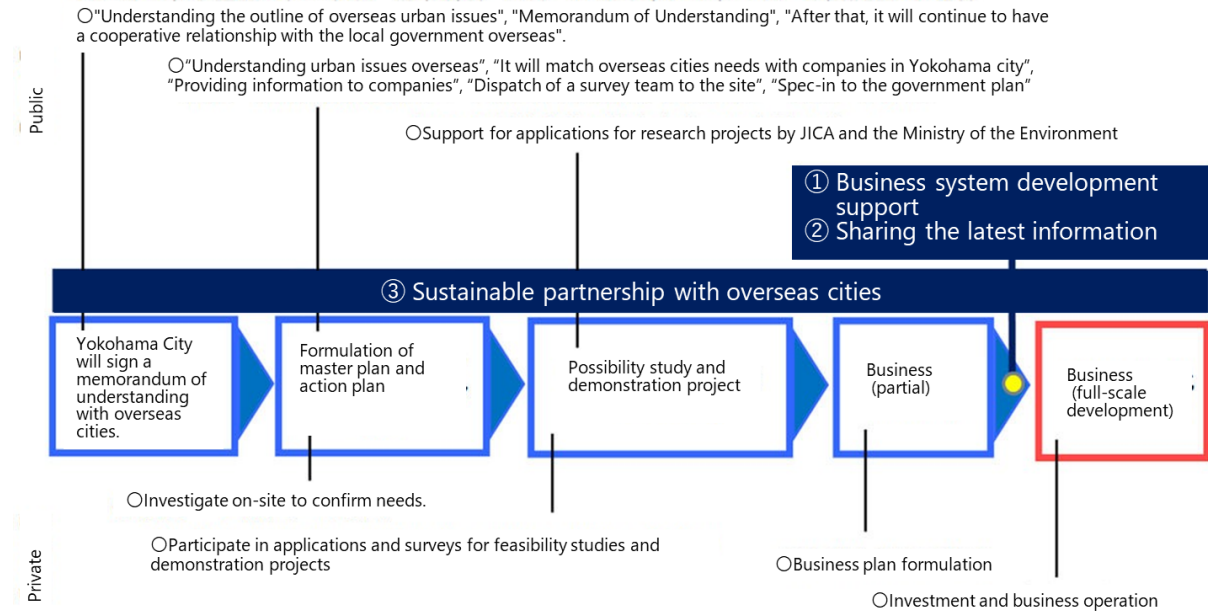 ○"Understanding the outline of overseas urban issues", "Memorandum of Understanding", "After that, it will continue to have
a cooperative relationship with the local government overseas".
○"Understanding urban issues overseas", "It will match overseas cities needs with companies in Yokohama city",
"Providing information to companies", "Dispatch of a survey team to the site", "Spec-in to the government plan"
Public
○Support for applications for research projects by JICA and the Ministry of the Environment
① Business system development
support
② Sharing the latest information
③ Sustainable partnership with overseas cities
Yokohama City
will sign a
memorandum of
understanding
with overseas
cities.
Formulation of
master plan and
action plan
Possibility study and
demonstration project
Business
(partial)
Business
(full-scale
development)
○Investigate on-site to confirm needs.
○Participate in applications and surveys for feasibility studies and
demonstration projects
○Business plan formulation
Private
○Investment and business operation